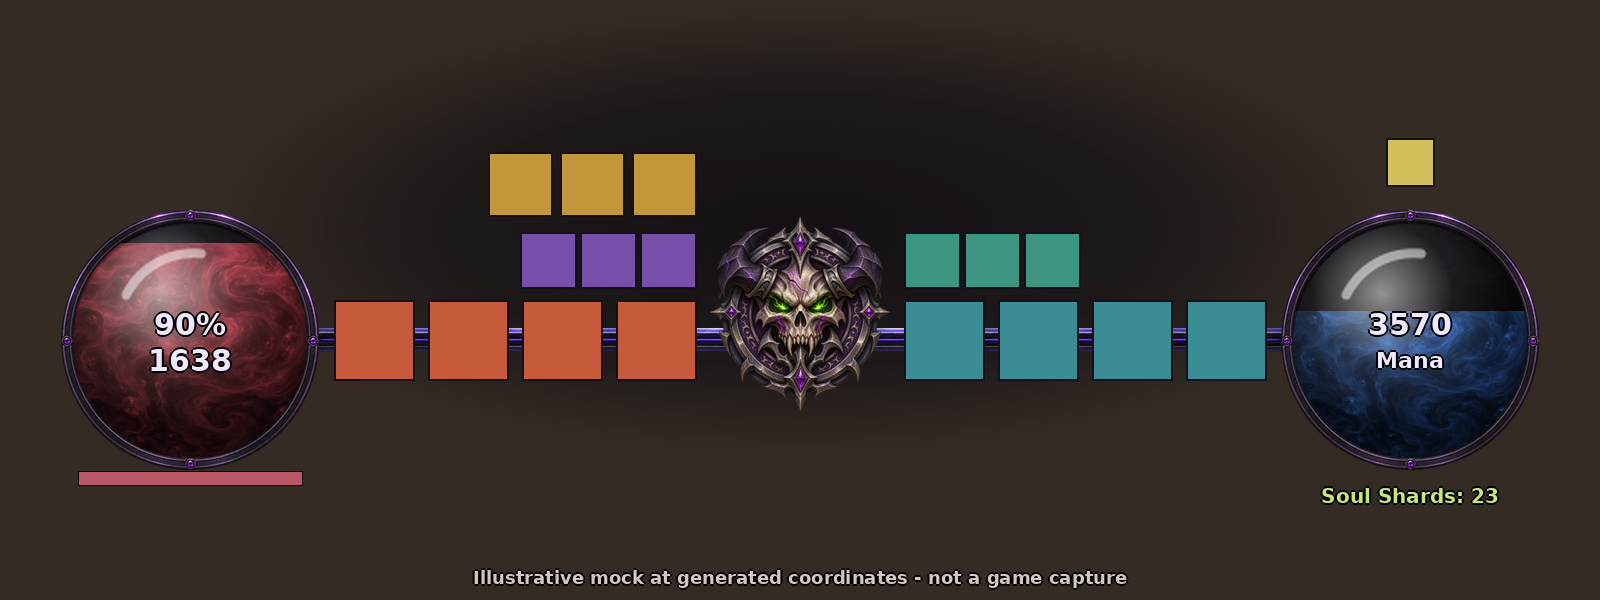 90%
1638
3570
Mana
Soul Shards: 23
Illustrative mock at generated coordinates - not a game capture